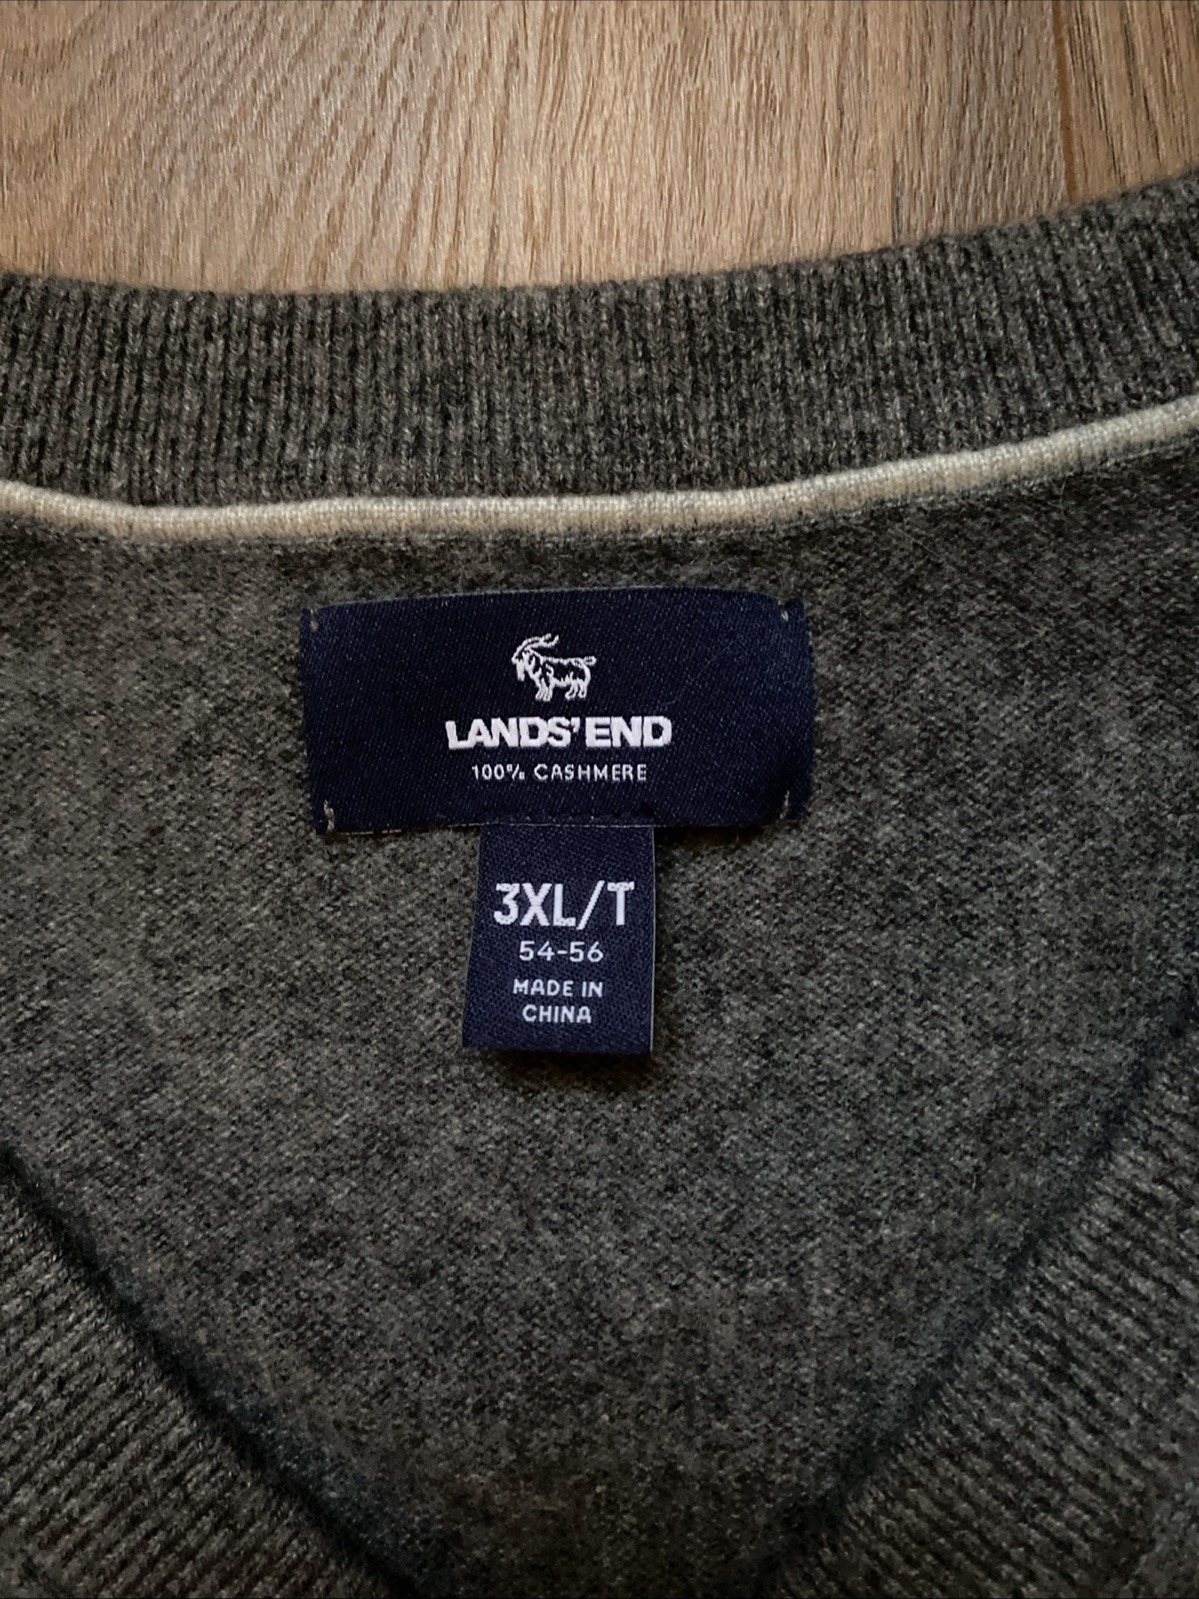 LANDS' END
100% CASHMERE
3XL/T
54-56
MADE IN
CHINA